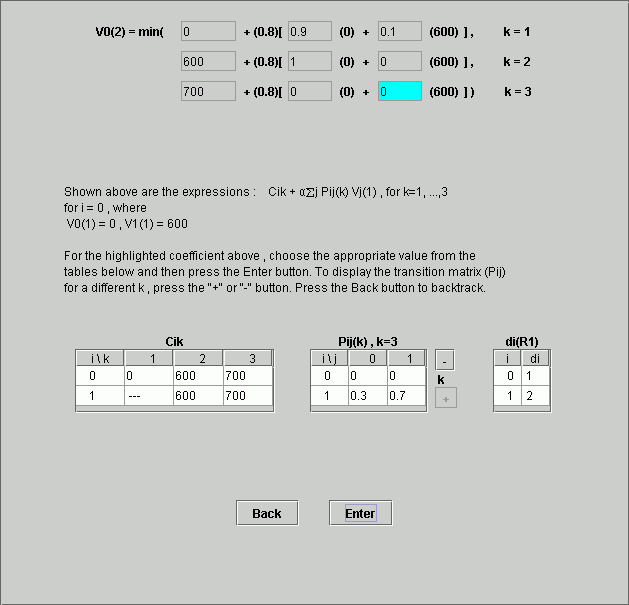 V0(2) = min( 0 + (0.8)[ 0.9 (0) + 0.1 (600) ] , k = 1
600 + (0.8)[ 1 (0) + 0 (600) ] , k = 2
700 + (0.8)[ 0 (0) + 0 (600) ] ) k = 3
Shown above are the expressions : Cik + α∑j Pij(k) Vj(1) , for k=1, ...,3
for i = 0 , where
V0(1) = 0 , V1(1) = 600
For the highlighted coefficient above , choose the appropriate value from the
tables below and then press the Enter button. To display the transition matrix (Pij)
for a different k , press the "+" or "-" button. Press the Back button to backtrack.
Cik Pij(k) , k=3 di(R1)
i \ k 1 2 3 i \ j 0 1 - i di
0 0 600 700 0 0 0 k 0 1
1 --- 600 700 1 0.3 0.7 + 1 2
Back Enter